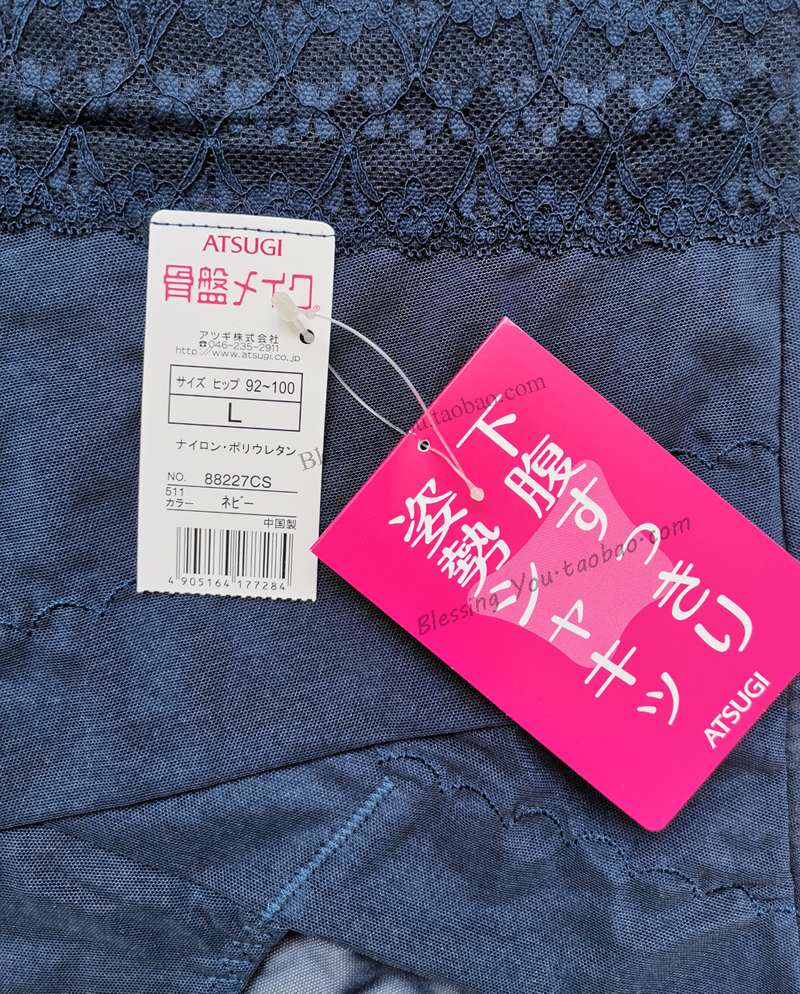 ATSUGI
骨盤メイク®
アツギ株式会社
☎046-235-2911
http://www.atsugi.co.jp
サイズ ヒップ 92~100
L
ナイロン・ポリウレタン
NO. 88227CS
511
カラー ネビー
中国製
4 905164 177284
下腹すっきり
姿勢シャキッ
ATSUGI
Blessing You·taobao.com